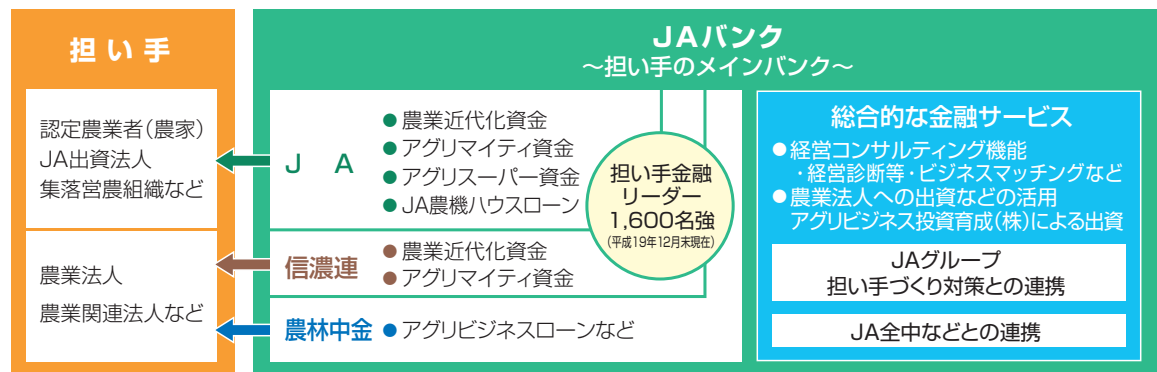 担い手
認定農業者(農家)
JA出資法人
集落営農組織など
農業法人
農業関連法人など
JAバンク
～担い手のメインバンク～
JA
●農業近代化資金
●アグリマイティ資金
●アグリスーパー資金
●JA農機ハウスローン
信濃連
●農業近代化資金
●アグリマイティ資金
農林中金
●アグリビジネスローンなど
担い手金融
リーダー
1,600名強
(平成19年12月末現在)
総合的な金融サービス
●経営コンサルティング機能
・経営診断等・ビジネスマッチングなど
●農業法人への出資などの活用
アグリビジネス投資育成(株)による出資
JAグループ
担い手づくり対策との連携
JA全中などとの連携